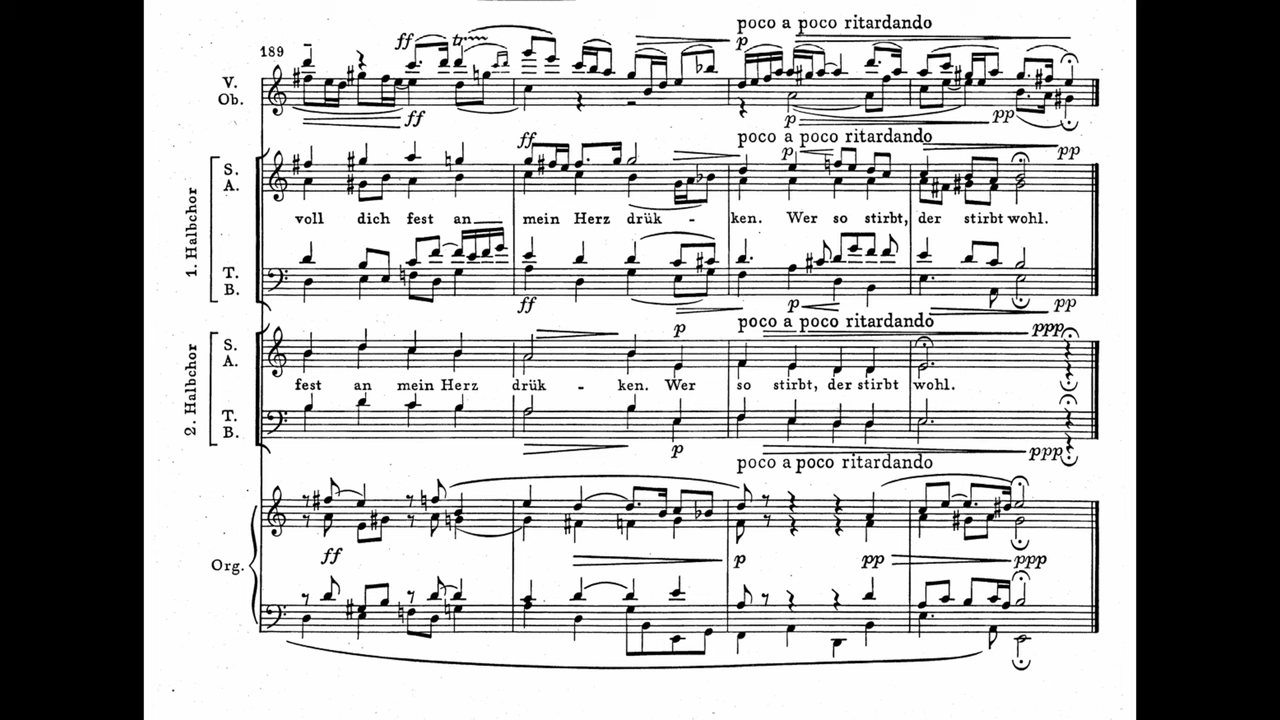 poco a poco ritardando
189 ff tr p
V.
Ob.
ff p pp
poco a poco ritardando
ff p pp
1. Halbchor
S.
A.
voll dich fest an mein Herz drük - ken. Wer so stirbt, der stirbt wohl.
T.
B.
ff p pp
poco a poco ritardando
p ppp
2. Halbchor
S.
A.
fest an mein Herz drük - ken. Wer so stirbt, der stirbt wohl.
T.
B.
p ppp
poco a poco ritardando
Org.
ff p pp ppp